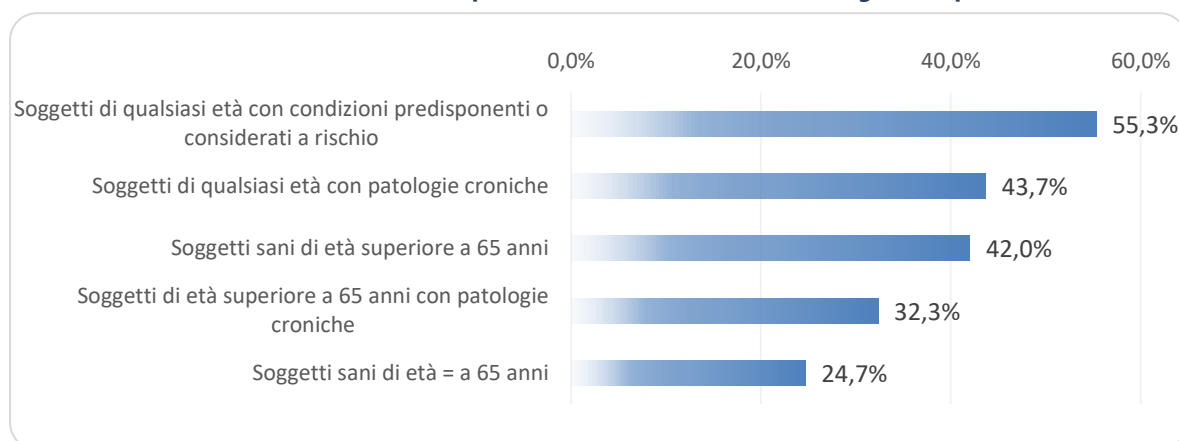 0,0% 20,0% 40,0% 60,0%
Soggetti di qualsiasi età con condizioni predisponenti o
considerati a rischio
55,3%
Soggetti di qualsiasi età con patologie croniche
43,7%
Soggetti sani di età superiore a 65 anni
42,0%
Soggetti di età superiore a 65 anni con patologie
croniche
32,3%
Soggetti sani di età = a 65 anni
24,7%